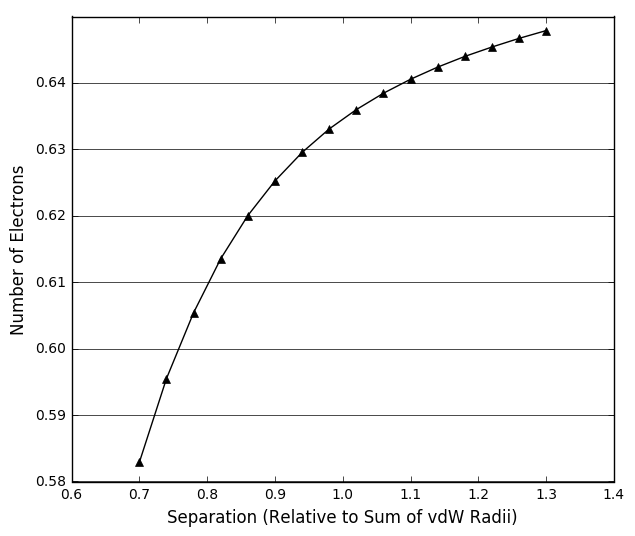 0.64
0.63
0.62
0.61
0.60
0.59
0.58
Number of Electrons
0.6 0.7 0.8 0.9 1.0 1.1 1.2 1.3 1.4
Separation (Relative to Sum of vdW Radii)